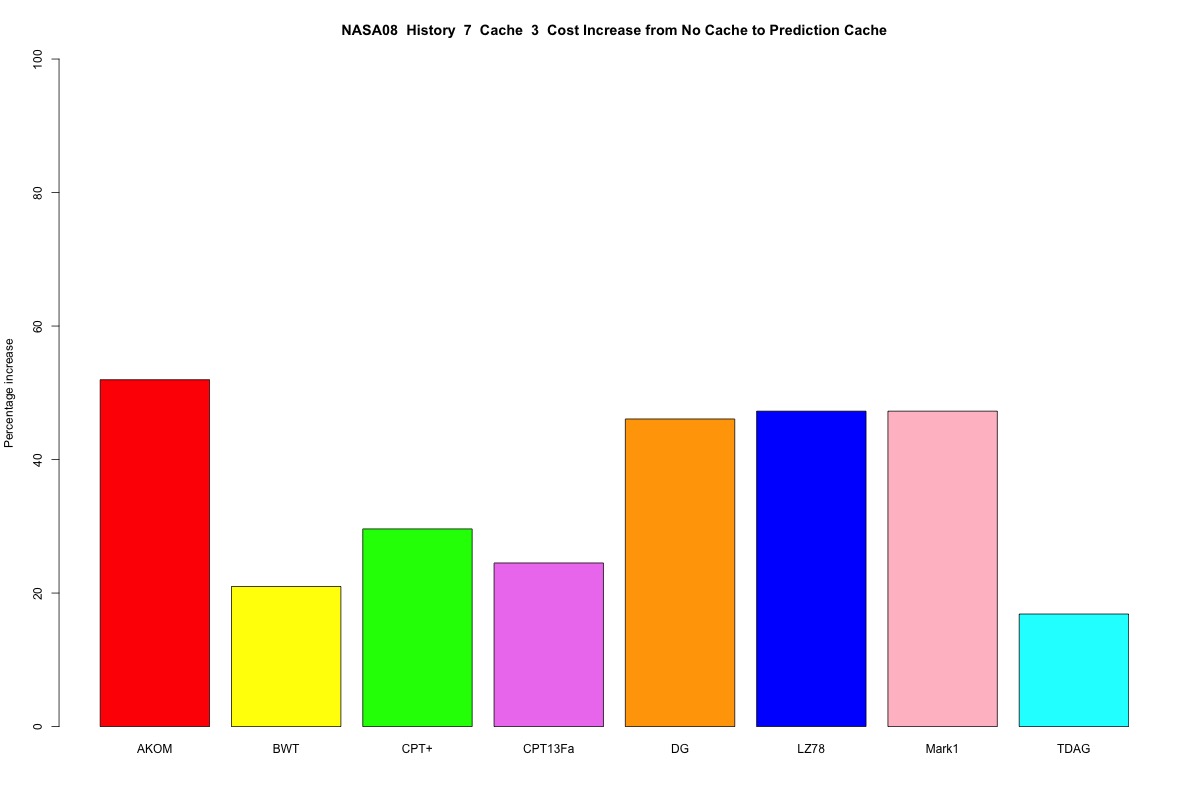 NASA08 History 7 Cache 3 Cost Increase from No Cache to Prediction Cache
Percentage increase
100
80
60
40
20
0
AKOM BWT CPT+ CPT13Fa DG LZ78 Mark1 TDAG